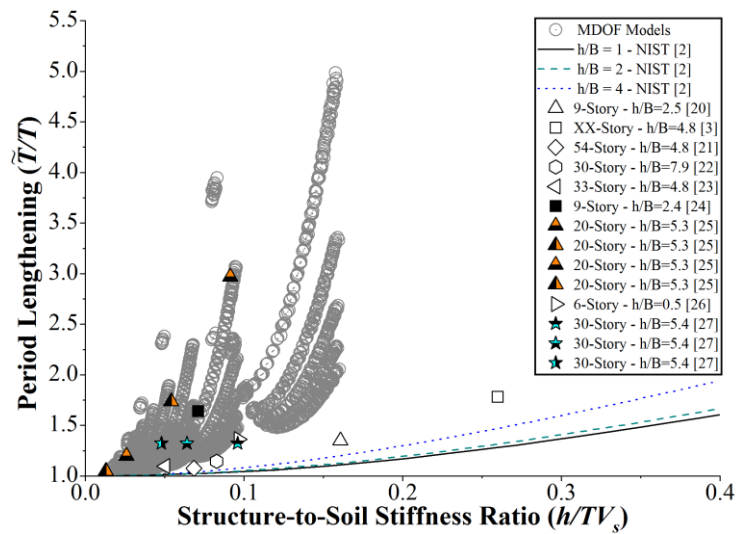 5.5
5.0
4.5
4.0
3.5
3.0
2.5
2.0
1.5
1.0
Period Lengthening (T̃/T)
0.0
0.1
0.2
0.3
0.4
Structure-to-Soil Stiffness Ratio (h/TVₛ)
MDOF Models
h/B = 1 - NIST [2]
h/B = 2 - NIST [2]
h/B = 4 - NIST [2]
9-Story - h/B=2.5 [20]
XX-Story - h/B=4.8 [3]
54-Story - h/B=4.8 [21]
30-Story - h/B=7.9 [22]
33-Story - h/B=4.8 [23]
9-Story - h/B=2.4 [24]
20-Story - h/B=5.3 [25]
20-Story - h/B=5.3 [25]
20-Story - h/B=5.3 [25]
20-Story - h/B=5.3 [25]
6-Story - h/B=0.5 [26]
30-Story - h/B=5.4 [27]
30-Story - h/B=5.4 [27]
30-Story - h/B=5.4 [27]